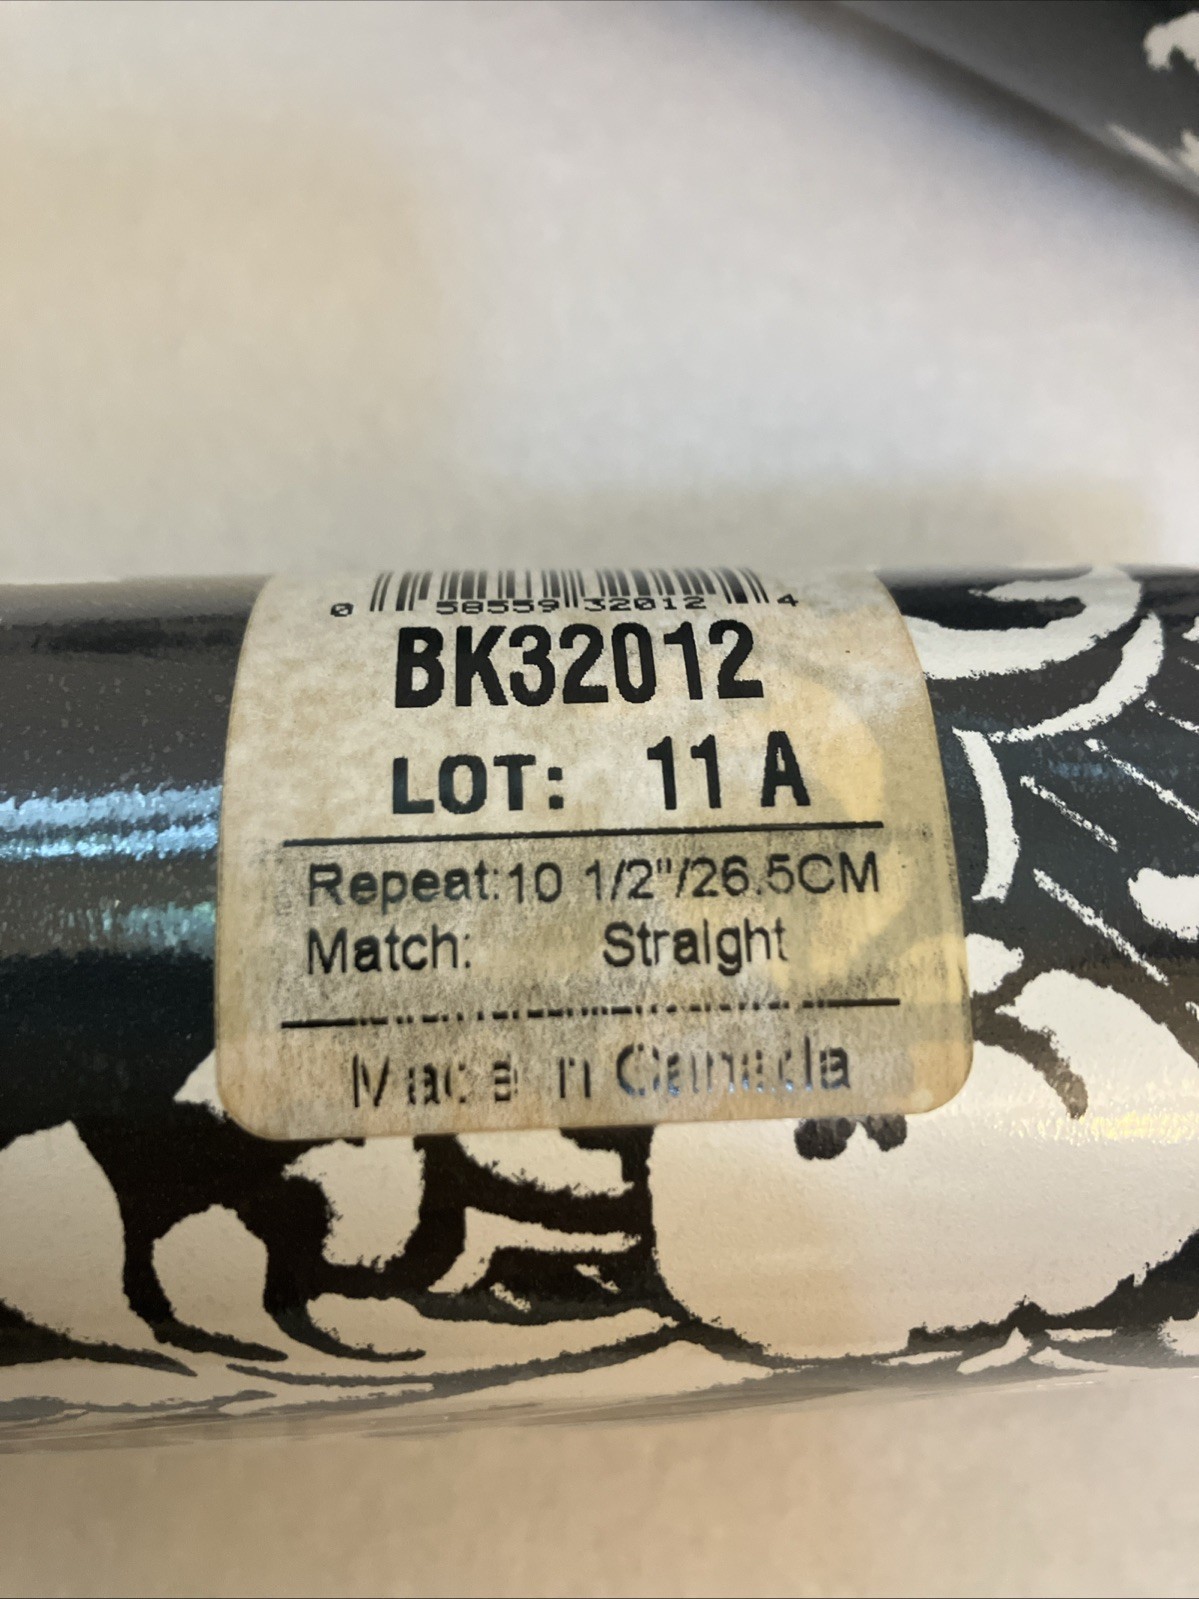 0 58559 32012 4
BK32012
LOT: 11 A
Repeat:10 1/2"/26.5CM
Match: Straight
Made in Canada